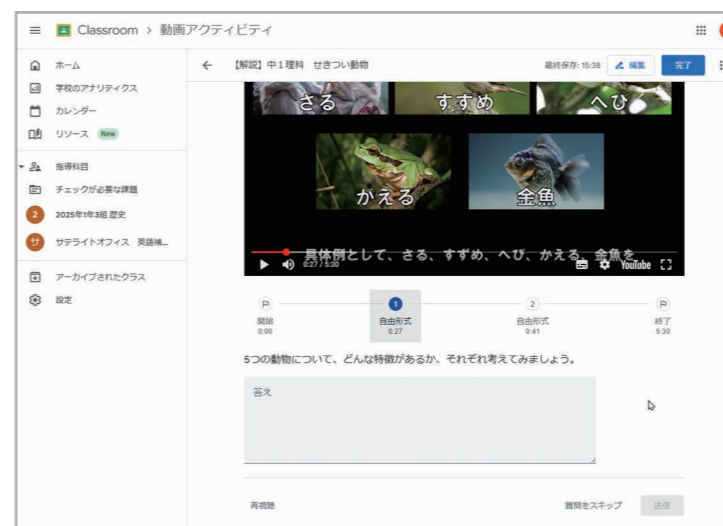 Classroom > 動画アクティビティ
ホーム
学校のアナリティクス
カレンダー
リソース New
指導科目
チェックが必要な課題
2 2025年1年3組 歴史
サ サテライトオフィス 英語補...
アーカイブされたクラス
設定
【解説】中1理科 せきつい動物
最終保存: 15:38 編集 完了
さる すずめ へび
かえる 金魚
具体例として、さる、すずめ、へび、かえる、金魚を
0:27 / 5:30 YouTube
1 2
開始 自由形式 自由形式 終了
0:00 0:27 0:41 5:30
5つの動物について、どんな特徴があるか、それぞれ考えてみましょう。
答え
再視聴 質問をスキップ 送信